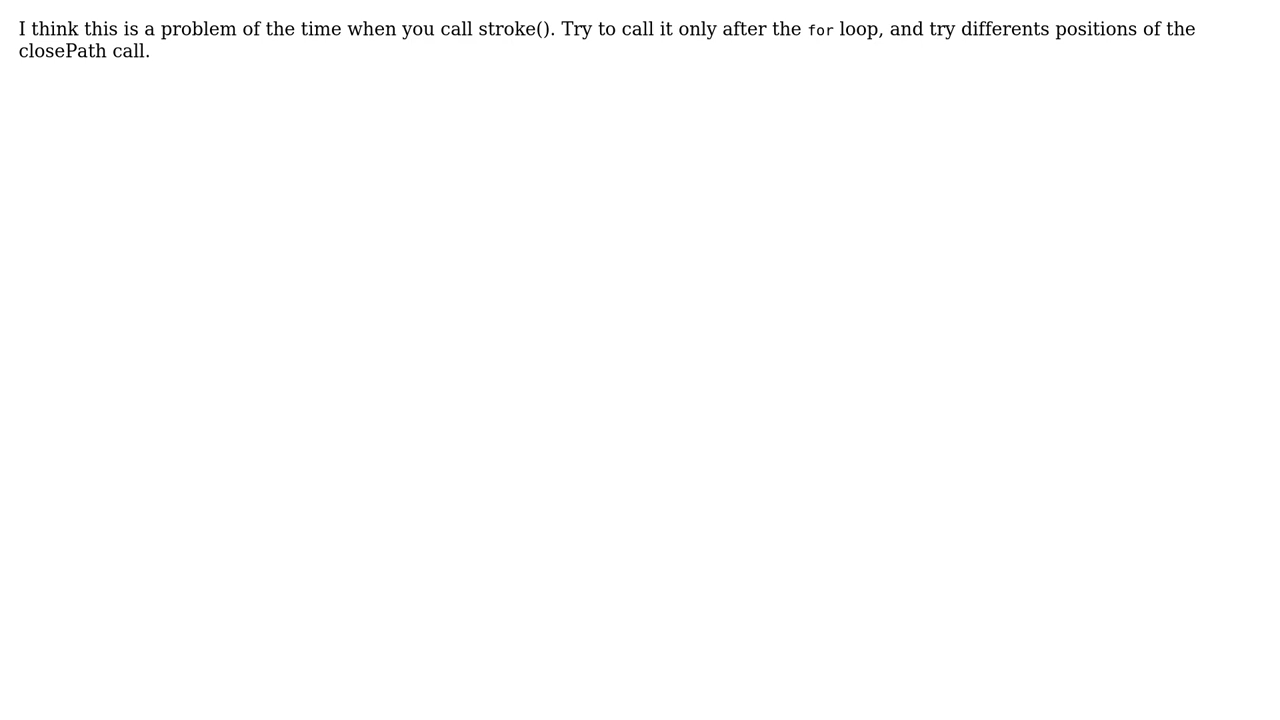 I think this is a problem of the time when you call stroke(). Try to call it only after the for loop, and try differents positions of the
closePath call.